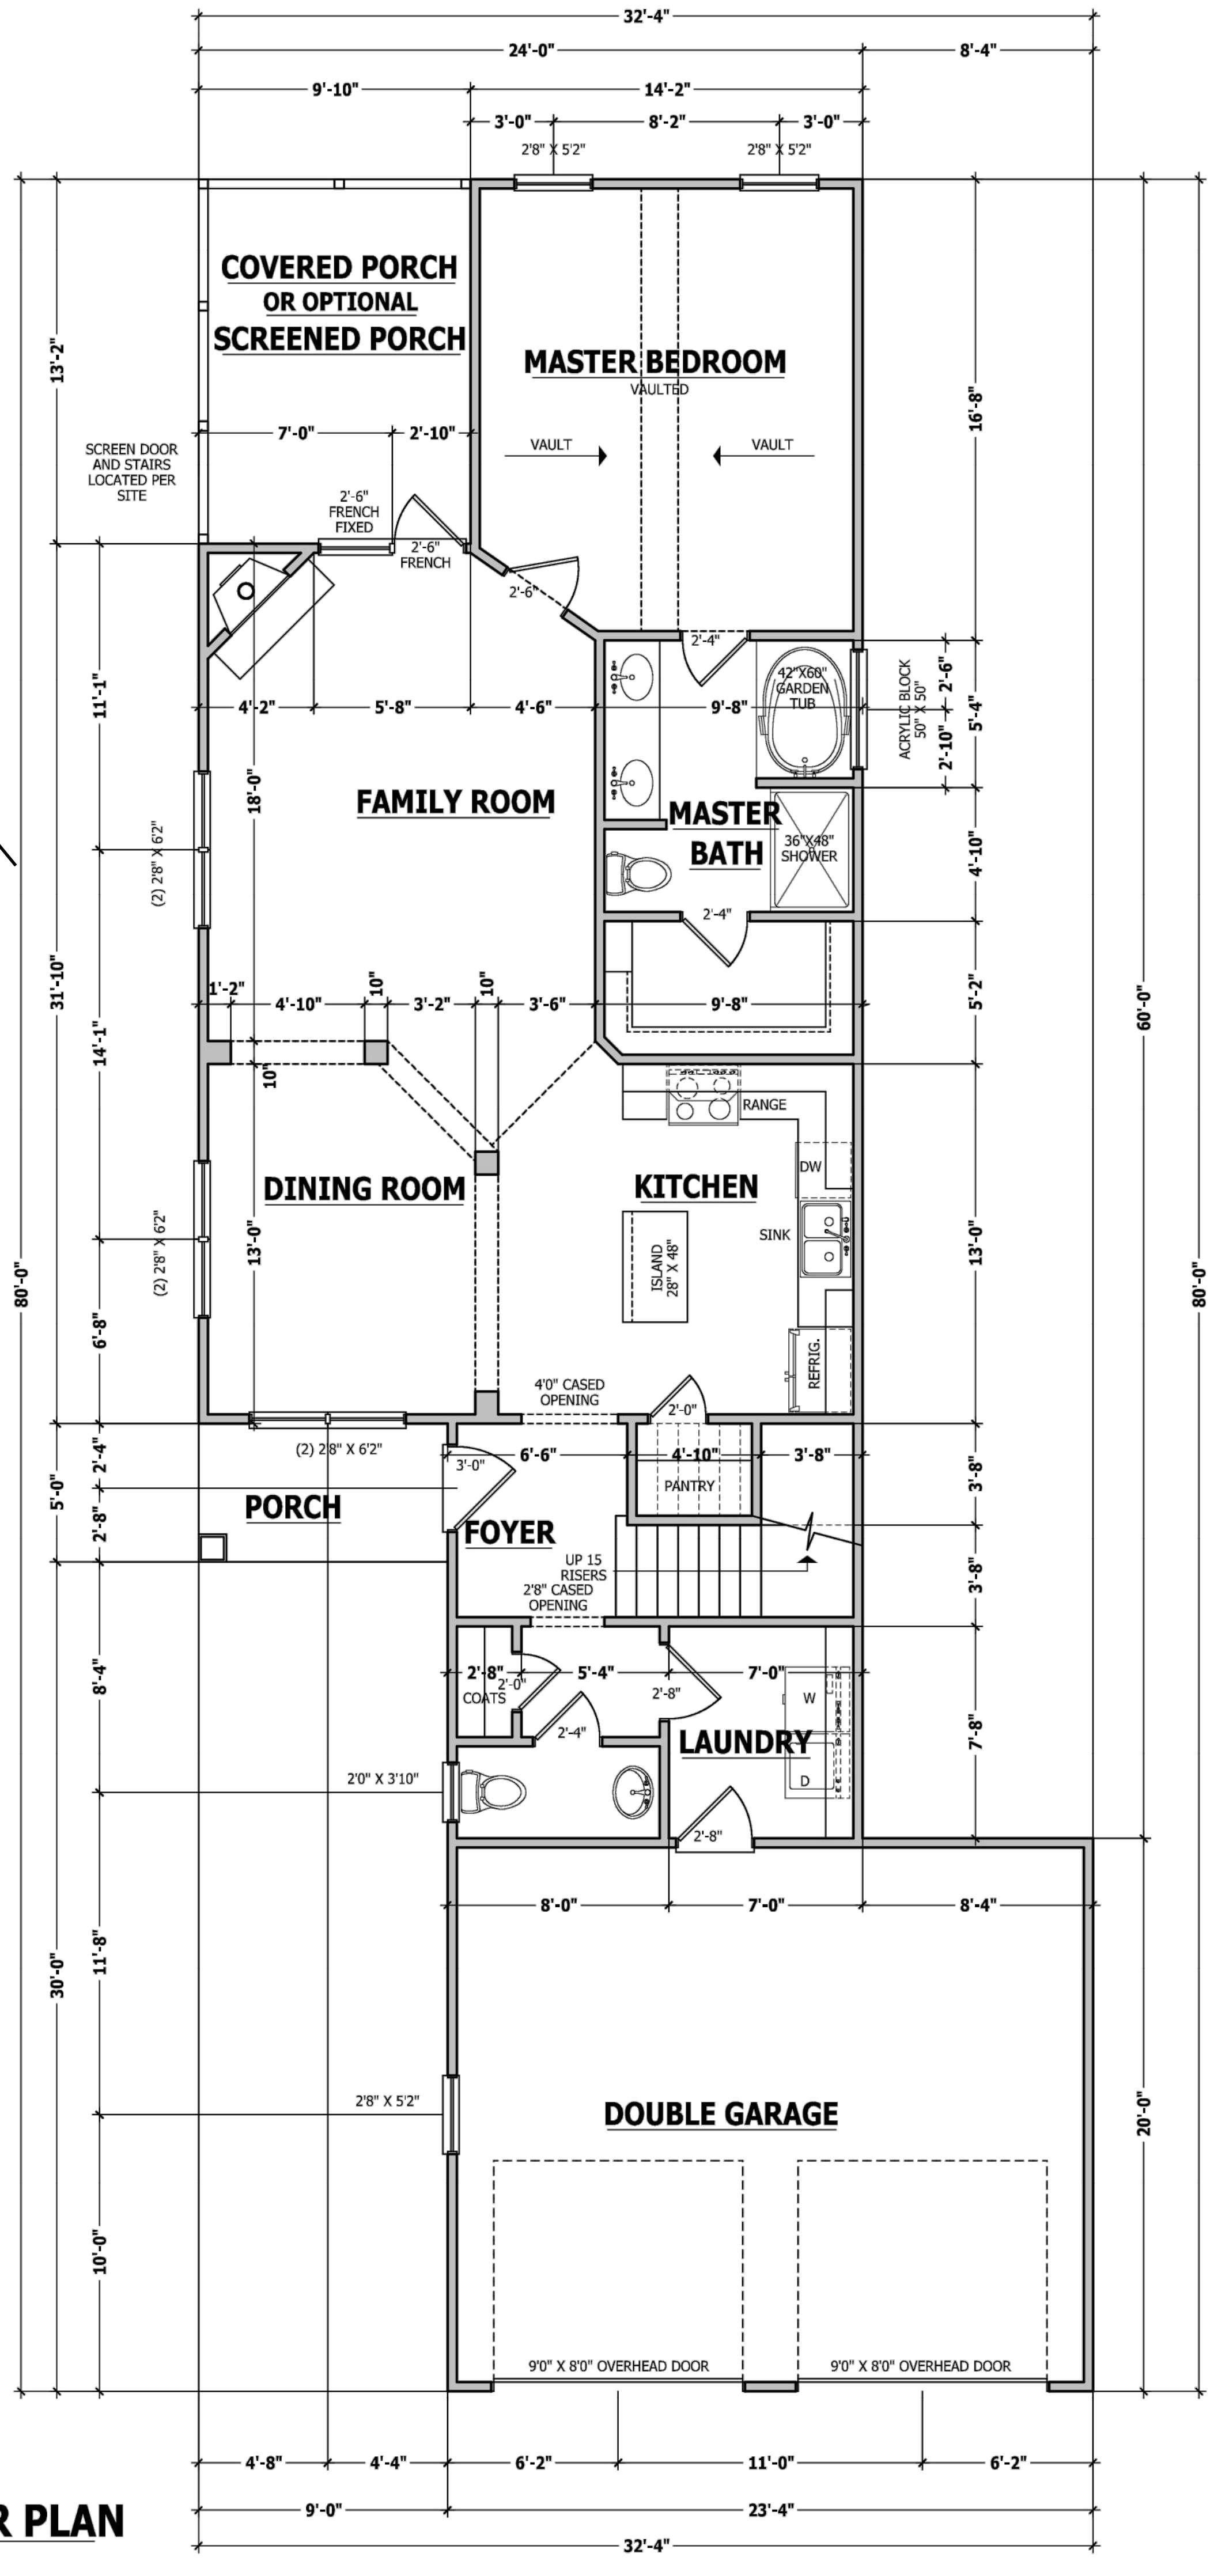 32'-4"
24'-0"
8'-4"
9'-10"
14'-2"
3'-0"
8'-2"
3'-0"
2'8" X 5'2"
2'8" X 5'2"
COVERED PORCH
OR OPTIONAL
SCREENED PORCH
MASTER BEDROOM
VAULTED
13'-2"
16'-8"
7'-0"
2'-10"
VAULT
VAULT
SCREEN DOOR
AND STAIRS
LOCATED PER
SITE
2'-6"
FRENCH
FIXED
2'-6"
FRENCH
2'-6"
2'-4"
42"X60"
GARDEN
TUB
ACRYLIC BLOCK
50" X 50"
2'-6"
2'-10"
5'-4"
11'-1"
4'-2"
5'-8"
4'-6"
9'-8"
18'-0"
FAMILY ROOM
MASTER
BATH
36"X48"
SHOWER
4'-10"
(2) 2'8" X 6'2"
2'-4"
31'-10"
14'-1"
1'-2"
4'-10"
10"
3'-2"
10"
3'-6"
9'-8"
5'-2"
60'-0"
10"
RANGE
DW
DINING ROOM
KITCHEN
SINK
ISLAND
28" X 48"
(2) 2'8" X 6'2"
13'-0"
13'-0"
80'-0"
80'-0"
6'-8"
REFRIG.
4'0" CASED
OPENING
2'-0"
(2) 2'8" X 6'2"
6'-6"
4'-10"
3'-8"
3'-0"
PANTRY
2'-4"
5'-0"
2'-8"
3'-8"
PORCH
FOYER
UP 15
RISERS
2'8" CASED
OPENING
3'-8"
8'-4"
2'-8"
2'-0"
5'-4"
7'-0"
COATS
2'-8"
W
2'-4"
LAUNDRY
7'-8"
2'0" X 3'10"
D
2'-8"
8'-0"
7'-0"
8'-4"
11'-8"
30'-0"
2'8" X 5'2"
DOUBLE GARAGE
20'-0"
10'-0"
9'0" X 8'0" OVERHEAD DOOR
9'0" X 8'0" OVERHEAD DOOR
4'-8"
4'-4"
6'-2"
11'-0"
6'-2"
9'-0"
23'-4"
R PLAN
32'-4"